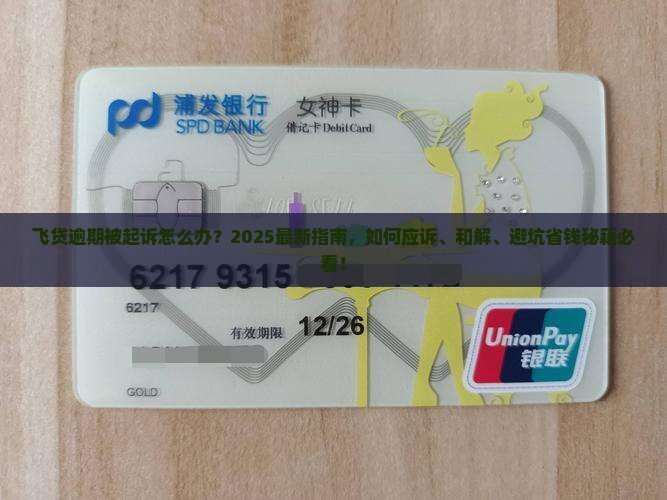 浦发银行
SPD BANK
女神卡
借记卡 Debit Card
飞贷逾期被起诉怎么办？2025最新指南，如何应诉、和解、避坑省钱秘籍必
看！
6217 9315
6217
有效期限 12/26
GOLD
UnionPay
银联